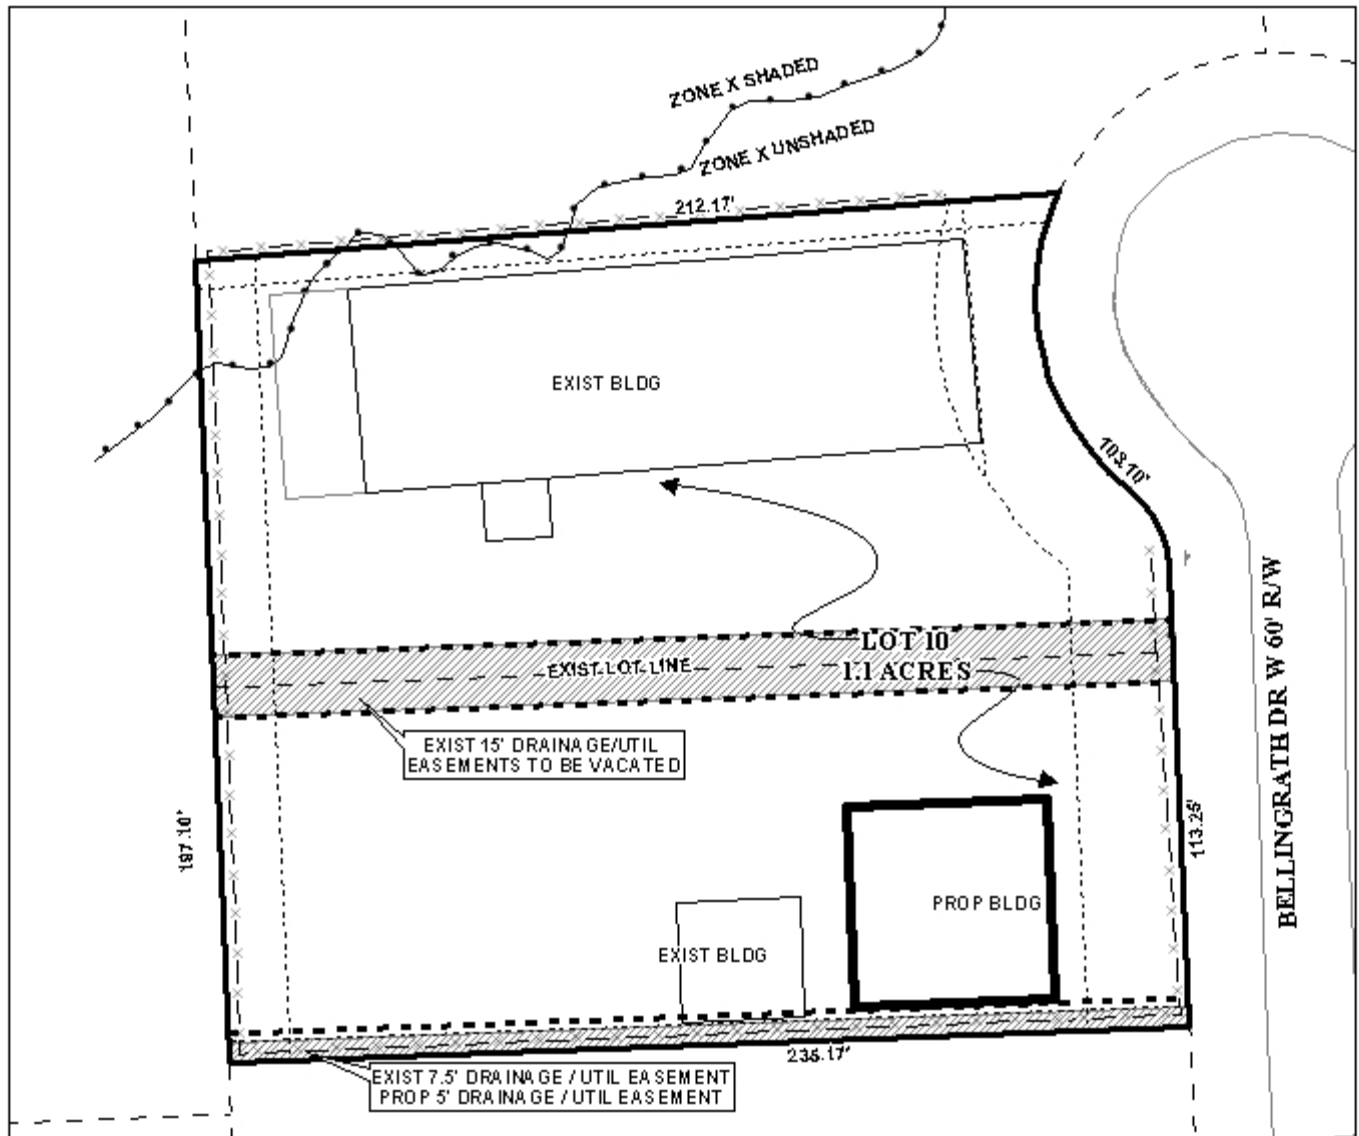 ZONE X SHADED
ZONE X UNSHADED
212.17'
EXIST BLDG
103.10'
LOT 10
1.1 ACRES
EXIST LOT LINE
EXIST 15' DRAINAGE/UTIL
EASEMENTS TO BE VACATED
197.10'
113.25'
BELLINGRATH DR W 60' R/W
PROP BLDG
EXIST BLDG
235.17'
EXIST 7.5' DRAINAGE / UTIL EASEMENT
PROP 5' DRAINAGE / UTIL EASEMENT